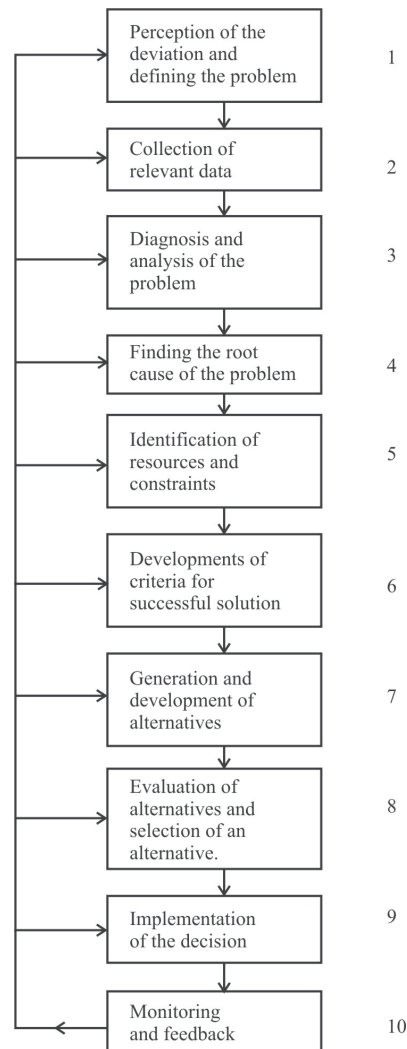 Perception of the
deviation and
defining the problem
1
Collection of
relevant data
2
Diagnosis and
analysis of the
problem
3
Finding the root
cause of the problem
4
Identification of
resources and
constraints
5
Developments of
criteria for
successful solution
6
Generation and
development of
alternatives
7
Evaluation of
alternatives and
selection of an
alternative.
8
Implementation
of the decision
9
Monitoring
and feedback
10